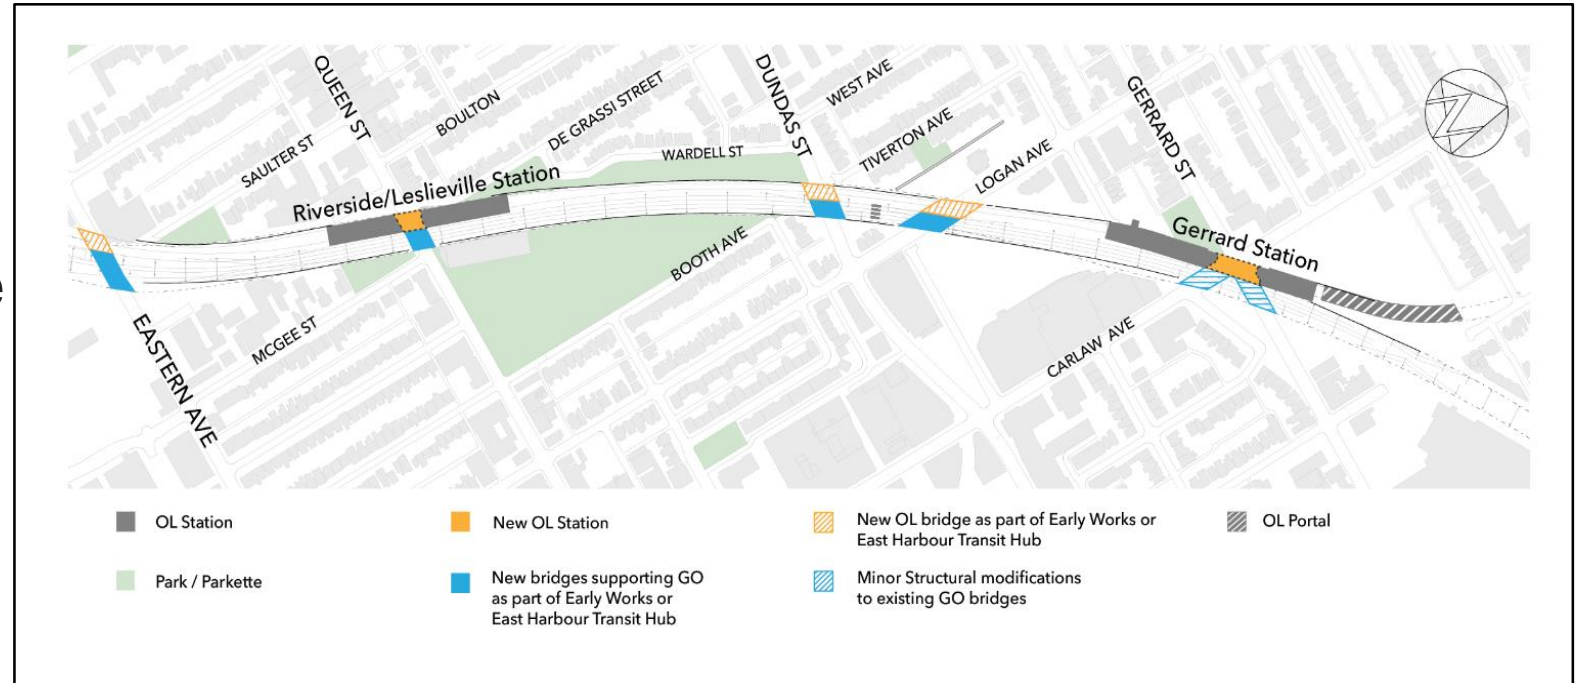 QUEEN ST
BOULTON
DE GRASSI STREET
DUNDAS ST
WEST AVE
GERRARD ST
SAULTER ST
WARDELL ST
TIVERTON AVE
LOGAN AVE
Riverside/Leslieville Station
Gerrard Station
BOOTH AVE
e
EASTERN AVE
MCGEE ST
CARLAW AVE
OL Station
New OL Station
New OL bridge as part of Early Works or
East Harbour Transit Hub
OL Portal
Park / Parkette
New bridges supporting GO
as part of Early Works or
East Harbour Transit Hub
Minor Structural modifications
to existing GO bridges